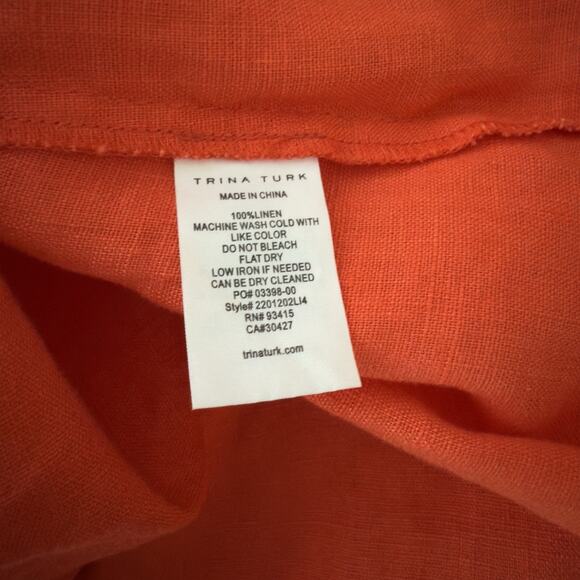 TRINA TURK
MADE IN CHINA
100%LINEN
MACHINE WASH COLD WITH
LIKE COLOR
DO NOT BLEACH
FLAT DRY
LOW IRON IF NEEDED
CAN BE DRY CLEANED
PO# 03398-00
Style# 2201202LI4
RN# 93415
CA#30427
trinaturk.com